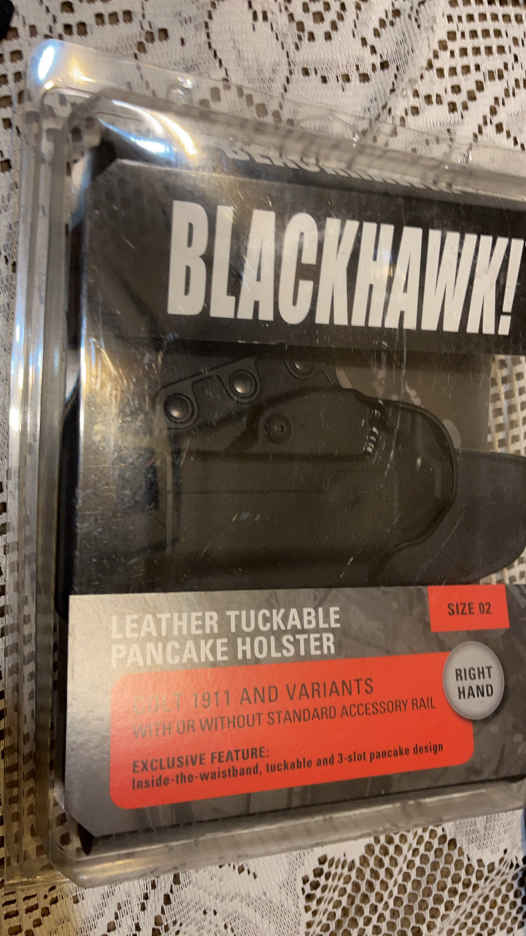 BLACKHAWK!
LEATHER TUCKABLE
PANCAKE HOLSTER
SIZE 02
RIGHT
HAND
1911 AND VARIANTS
WITH OR WITHOUT STANDARD ACCESSORY RAIL
EXCLUSIVE FEATURE:
Inside-the-waistband, tuckable and 3-slot pancake design